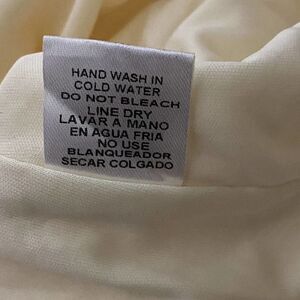 HAND WASH IN
COLD WATER
DO NOT BLEACH
LINE DRY
LAVAR A MANO
EN AGUA FRIA
NO USE
BLANQUEADOR
SECAR COLGADO